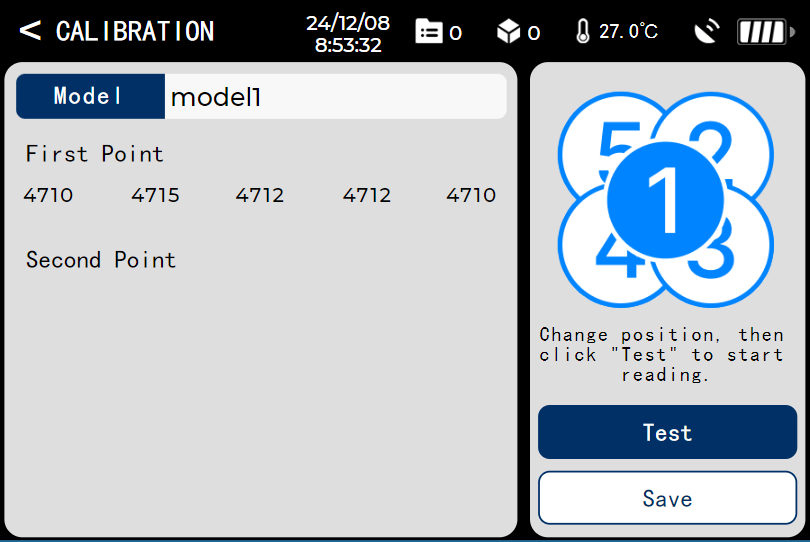 < CALIBRATION
24/12/08
8:53:32
0
0
27.0℃
Model
model1
First Point
4710 4715 4712 4712 4710
Second Point
5 2
1
4 3
Change position, then
click "Test" to start
reading.
Test
Save